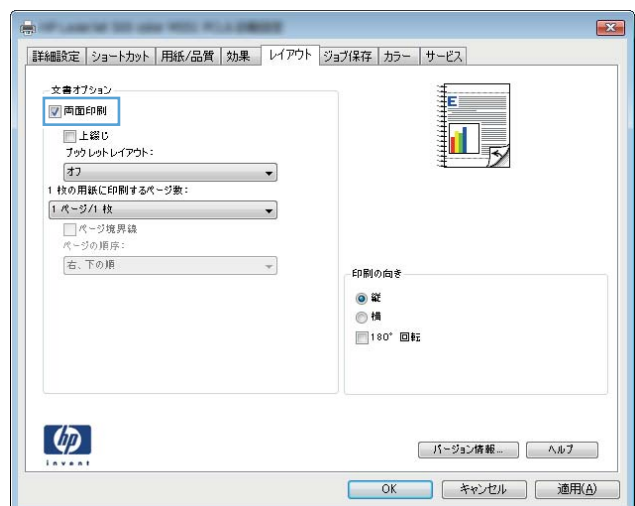 詳細設定 ショートカット 用紙/品質 効果 レイアウト ジョブ保存 カラー サービス
文書オプション
両面印刷
上綴じ
ブックレットレイアウト:
オフ
1 枚の用紙に印刷するページ数:
1 ページ/1 枚
ページ境界線
ページの順序:
右、下の順
E
印刷の向き
縦
横
180° 回転
hp
invent
バージョン情報... ヘルプ
OK キャンセル 適用(A)